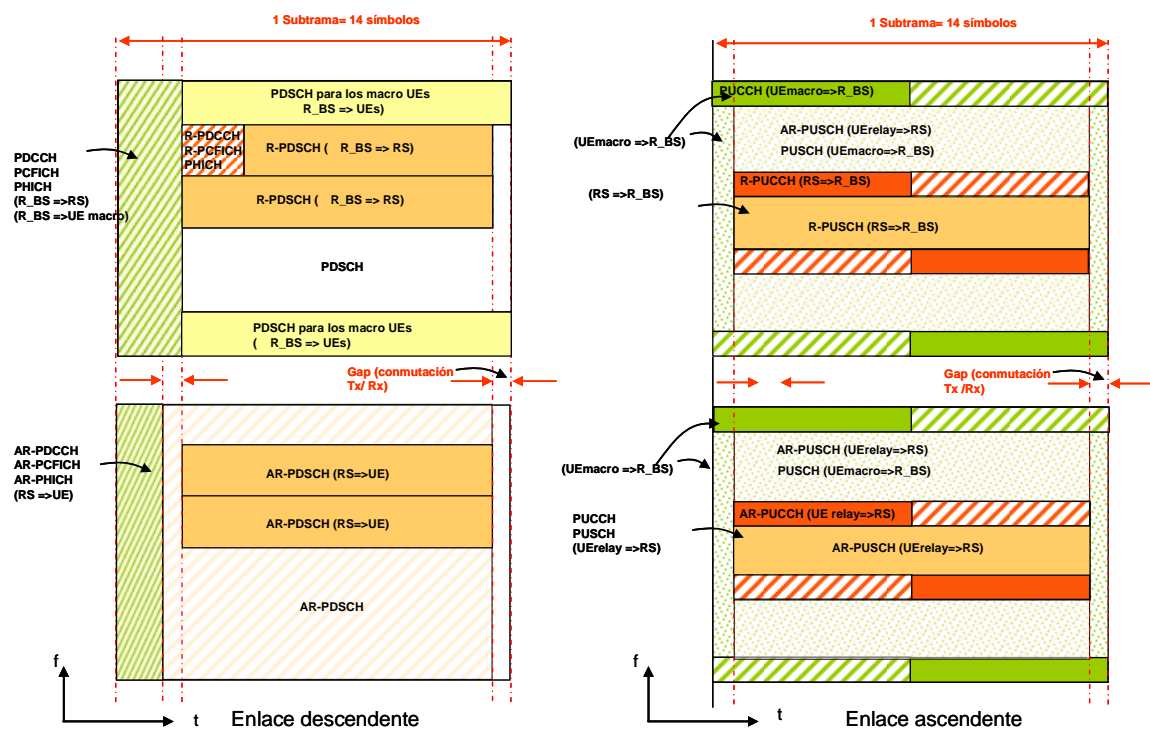 1 Subtrama= 14 símbolos
PDSCH para los macro UEs
R_BS => UEs)
R-PDCCH
R-PCFICH
PHICH
R-PDSCH ( R_BS => RS)
R-PDSCH ( R_BS => RS)
PDCCH
PCFICH
PHICH
(R_BS =>RS)
(R_BS =>UE macro)
PDSCH
PDSCH para los macro UEs
( R_BS => UEs)
Gap (conmutación
Tx/ Rx)
AR-PDCCH
AR-PCFICH
AR-PHICH
(RS =>UE)
AR-PDSCH (RS=>UE)
AR-PDSCH (RS=>UE)
AR-PDSCH
f
t
Enlace descendente
1 Subtrama= 14 símbolos
PUCCH (UEmacro=>R_BS)
(UEmacro =>R_BS)
AR-PUSCH (UErelay=>RS)
PUSCH (UEmacro=>R_BS)
R-PUCCH (RS=>R_BS)
(RS =>R_BS)
R-PUSCH (RS=>R_BS)
Gap (conmutación
Tx /Rx)
AR-PUSCH (UErelay=>RS)
PUSCH (UEmacro=>R_BS)
(UEmacro =>R_BS)
AR-PUCCH (UE relay=>RS)
PUCCH
PUSCH
(UErelay =>RS)
AR-PUSCH (UErelay=>RS)
f
t
Enlace ascendente